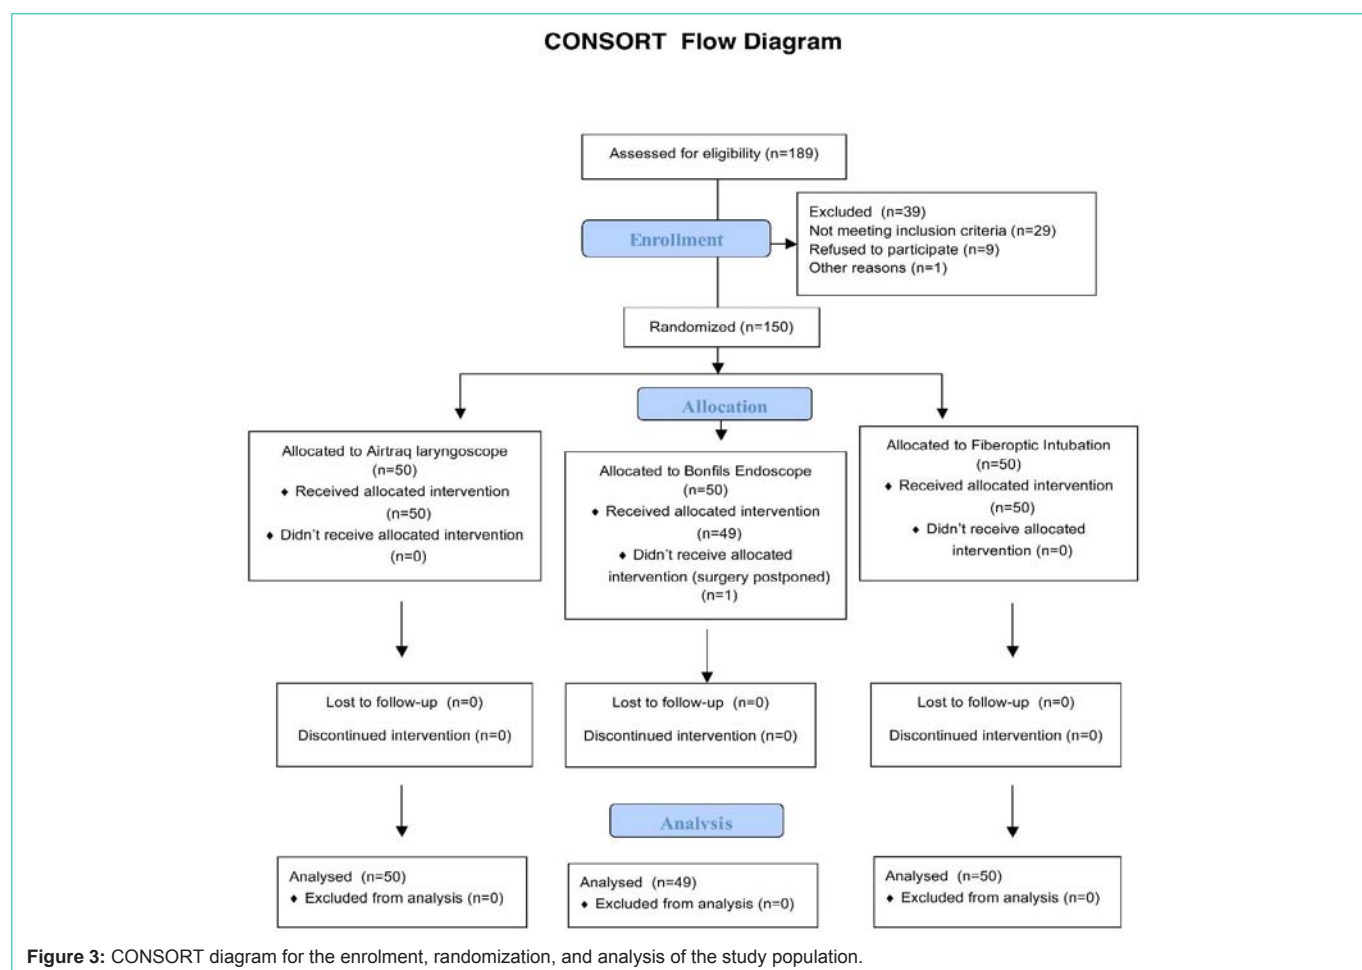 CONSORT Flow Diagram
Assessed for eligibility (n=189)
Enrollment
Excluded (n=39)
Not meeting inclusion criteria (n=29)
Refused to participate (n=9)
Other reasons (n=1)
Randomized (n=150)
Allocation
Allocated to Airtraq laryngoscope
(n=50)
♦ Received allocated intervention
(n=50)
♦ Didn't receive allocated intervention
(n=0)
Allocated to Bonfils Endoscope
(n=50)
♦ Received allocated intervention
(n=49)
♦ Didn't receive allocated
intervention (surgery postponed)
(n=1)
Allocated to Fiberoptic Intubation
(n=50)
♦ Received allocated intervention
(n=50)
♦ Didn't receive allocated
intervention (n=0)
Lost to follow-up (n=0)
Discontinued intervention (n=0)
Lost to follow-up (n=0)
Discontinued intervention (n=0)
Lost to follow-up (n=0)
Discontinued intervention (n=0)
Analysis
Analysed (n=50)
♦ Excluded from analysis (n=0)
Analysed (n=49)
♦ Excluded from analysis (n=0)
Analysed (n=50)
♦ Excluded from analysis (n=0)
Figure 3: CONSORT diagram for the enrolment, randomization, and analysis of the study population.